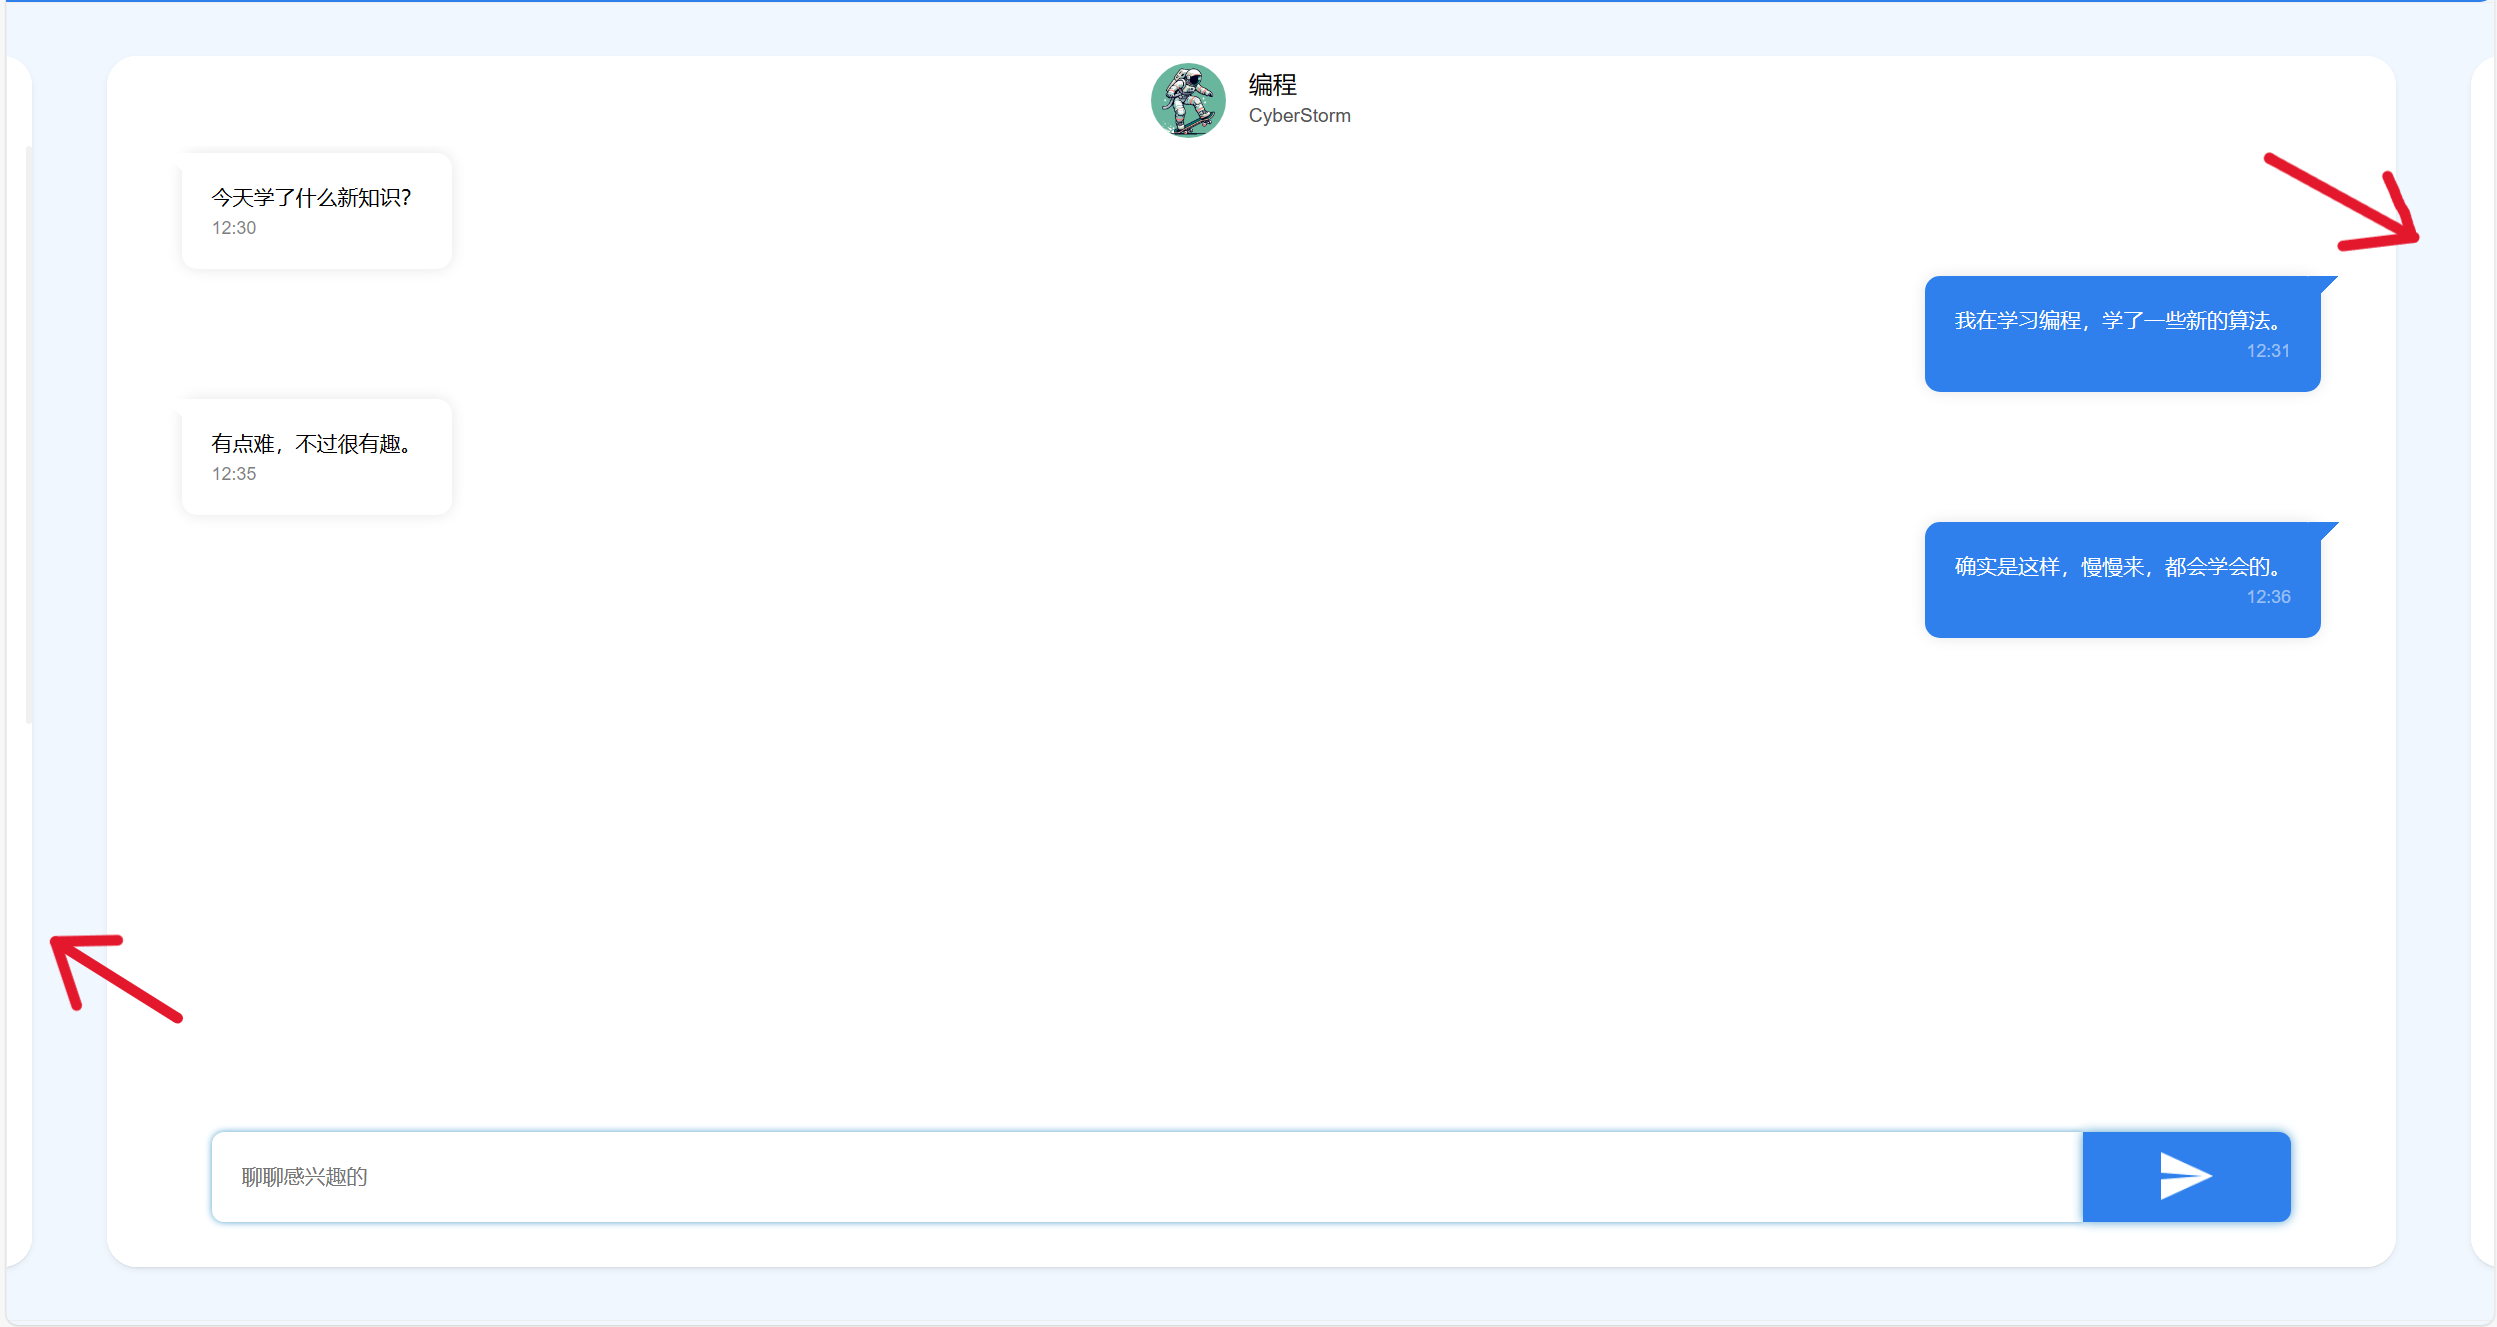 编程
CyberStorm
今天学了什么新知识?
12:30
我在学习编程，学了一些新的算法。
12:31
有点难，不过很有趣。
12:35
确实是这样，慢慢来，都会学会的。
12:36
聊聊感兴趣的